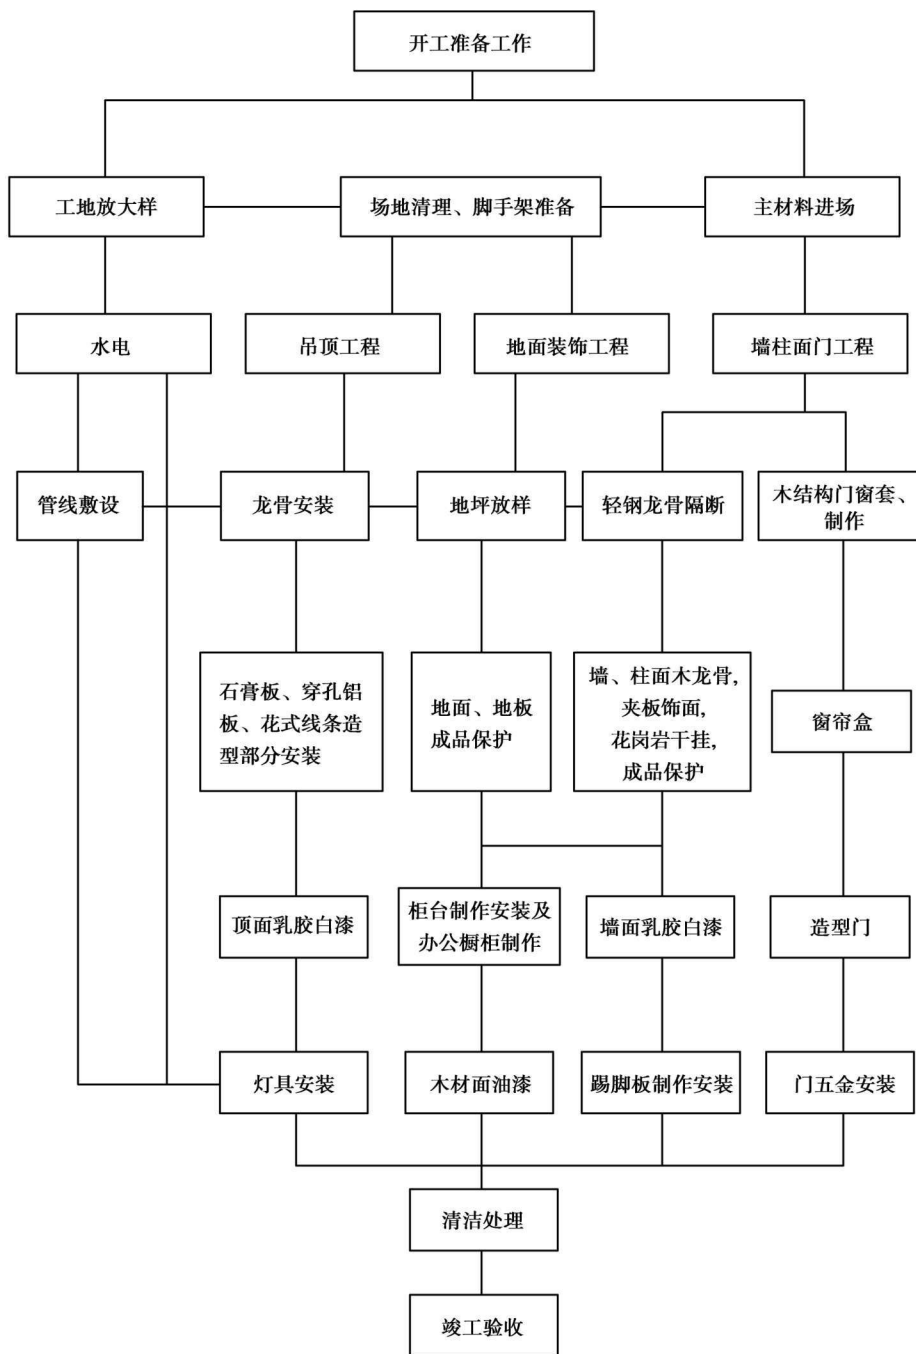 开工准备工作
工地放大样
场地清理、脚手架准备
主材料进场
水电
吊顶工程
地面装饰工程
墙柱面门工程
管线敷设
龙骨安装
地坪放样
轻钢龙骨隔断
木结构门窗套、
制作
石膏板、穿孔铝
板、花式线条造
型部分安装
地面、地板
成品保护
墙、柱面木龙骨，
夹板饰面，
花岗岩干挂，
成品保护
窗帘盒
顶面乳胶白漆
柜台制作安装及
办公橱柜制作
墙面乳胶白漆
造型门
灯具安装
木材面油漆
踢脚板制作安装
门五金安装
清洁处理
竣工验收